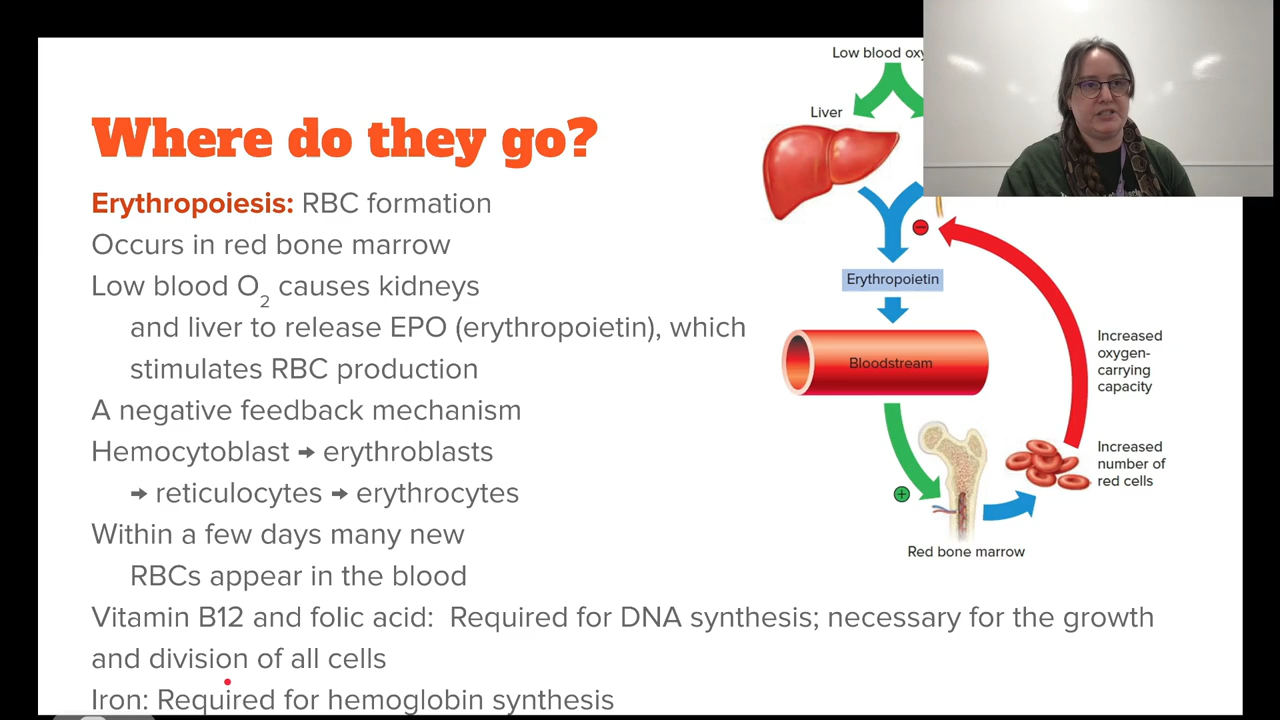 Where do they go?
Erythropoiesis: RBC formation
Occurs in red bone marrow
Low blood O2 causes kidneys
and liver to release EPO (erythropoietin), which
stimulates RBC production
A negative feedback mechanism
Hemocytoblast → erythroblasts
→ reticulocytes → erythrocytes
Within a few days many new
RBCs appear in the blood
Vitamin B12 and folic acid: Required for DNA synthesis; necessary for the growth
and division of all cells
Iron: Required for hemoglobin synthesis
Low blood
Liver
Erythropoietin
Bloodstream
Increased
oxygen-
carrying
capacity
Increased
number of
red cells
Red bone marrow